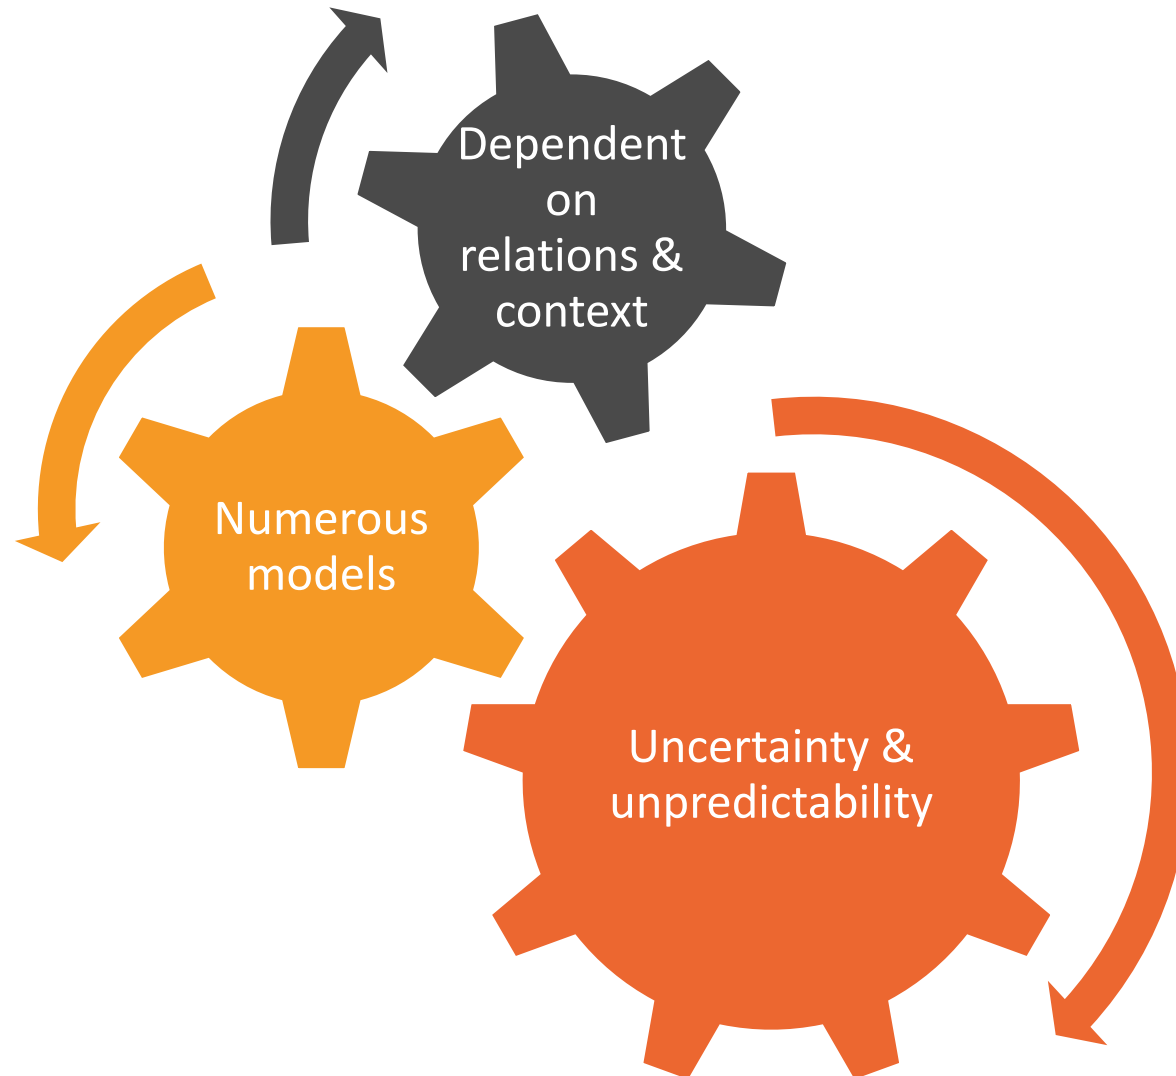 Dependent
on
relations &
context
Numerous
models
Uncertainty &
unpredictability